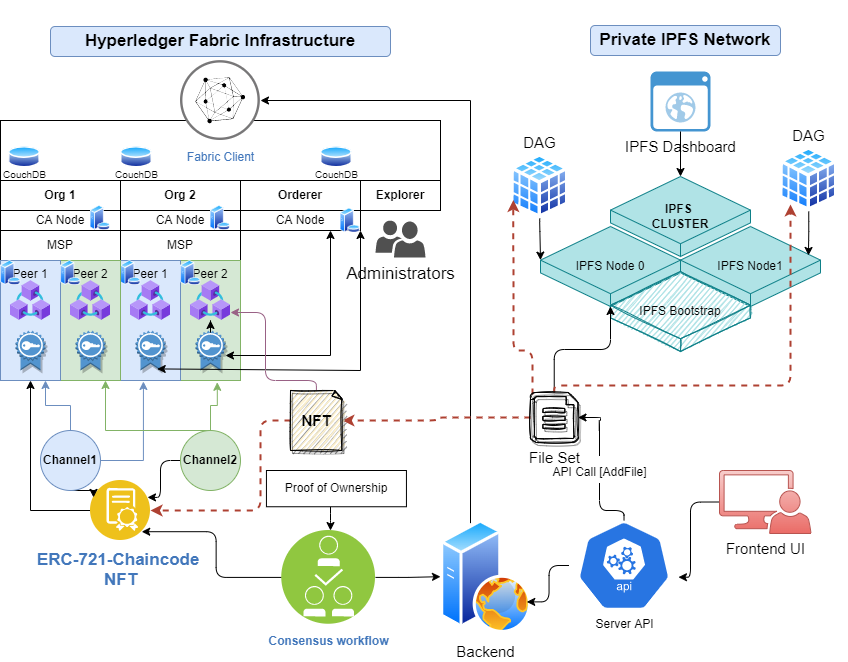 Hyperledger Fabric Infrastructure
Private IPFS Network
Fabric Client
IPFS Dashboard
DAG
DAG
CouchDB
CouchDB
CouchDB
Org 1
Org 2
Orderer
Explorer
CA Node
CA Node
CA Node
MSP
MSP
Administrators
Peer 1
Peer 2
Peer 1
Peer 2
IPFS
CLUSTER
IPFS Node 0
IPFS Node1
IPFS Bootstrap
NFT
File Set
API Call [AddFile]
Channel1
Channel2
Proof of Ownership
ERC-721-Chaincode
NFT
Consensus workflow
Backend
api
Server API
Frontend UI